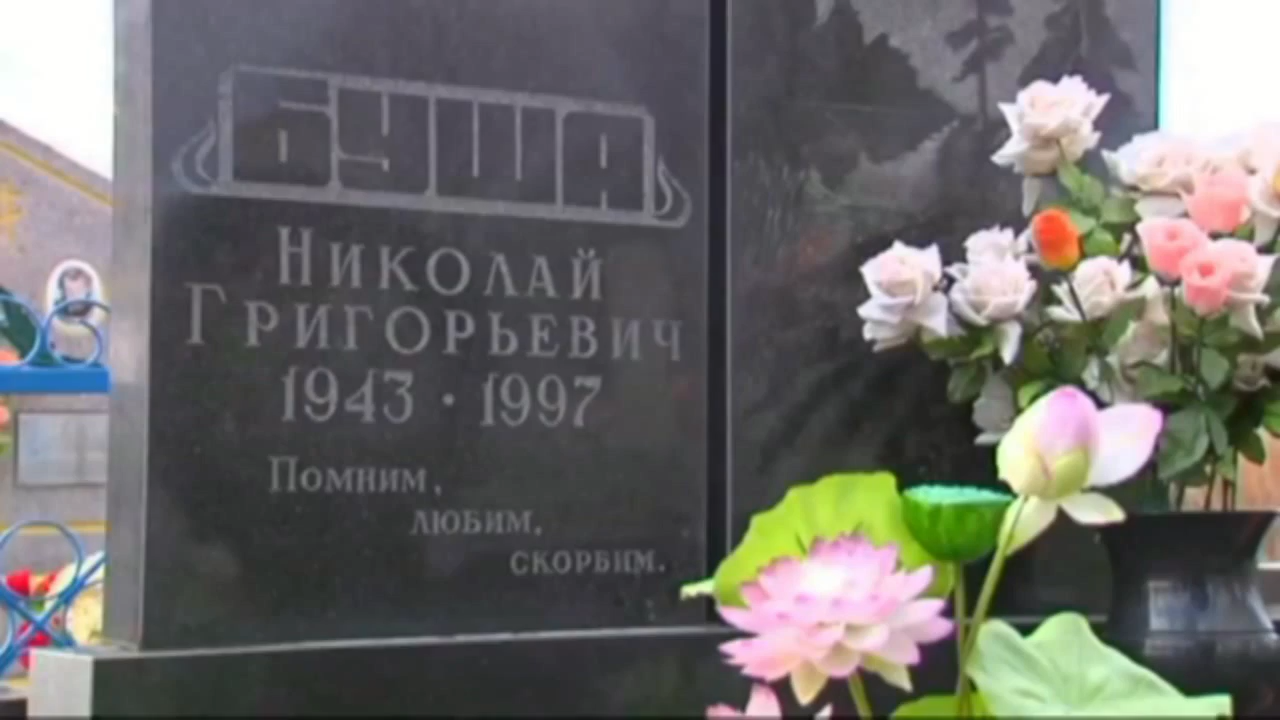 БУША
НИКОЛАЙ
ГРИГОРЬЕВИЧ
1943 · 1997
Помним,
любим,
скорбим.